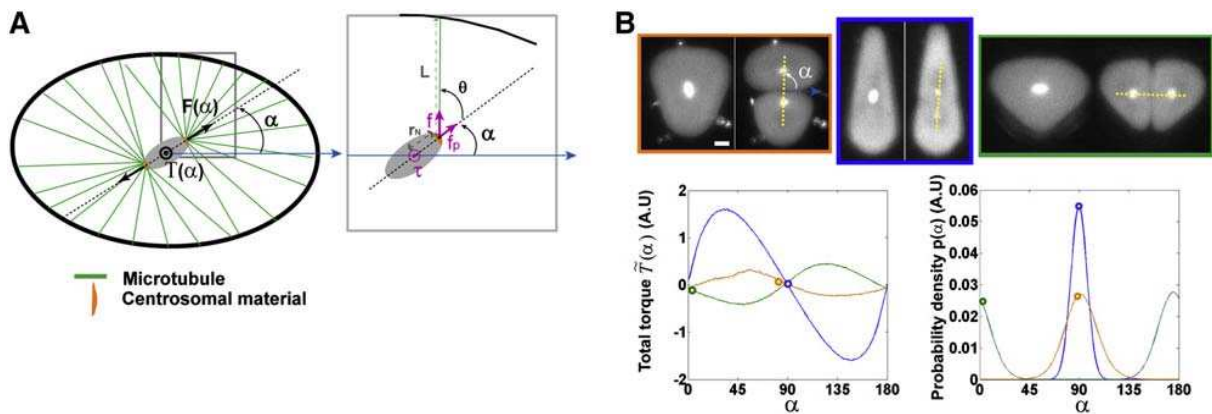 A
F(α)
α
T(α)
Microtubule
Centrosomal material
L
θ
f
r_N
f_p
α
τ
B
α
Total torque T̃(α) (A.U)
2
1
0
-1
-2
0 45 90 135 180
α
Probability density p(α) (A.U)
0.06
0.05
0.04
0.03
0.02
0.01
0
0 45 90 135 180
α